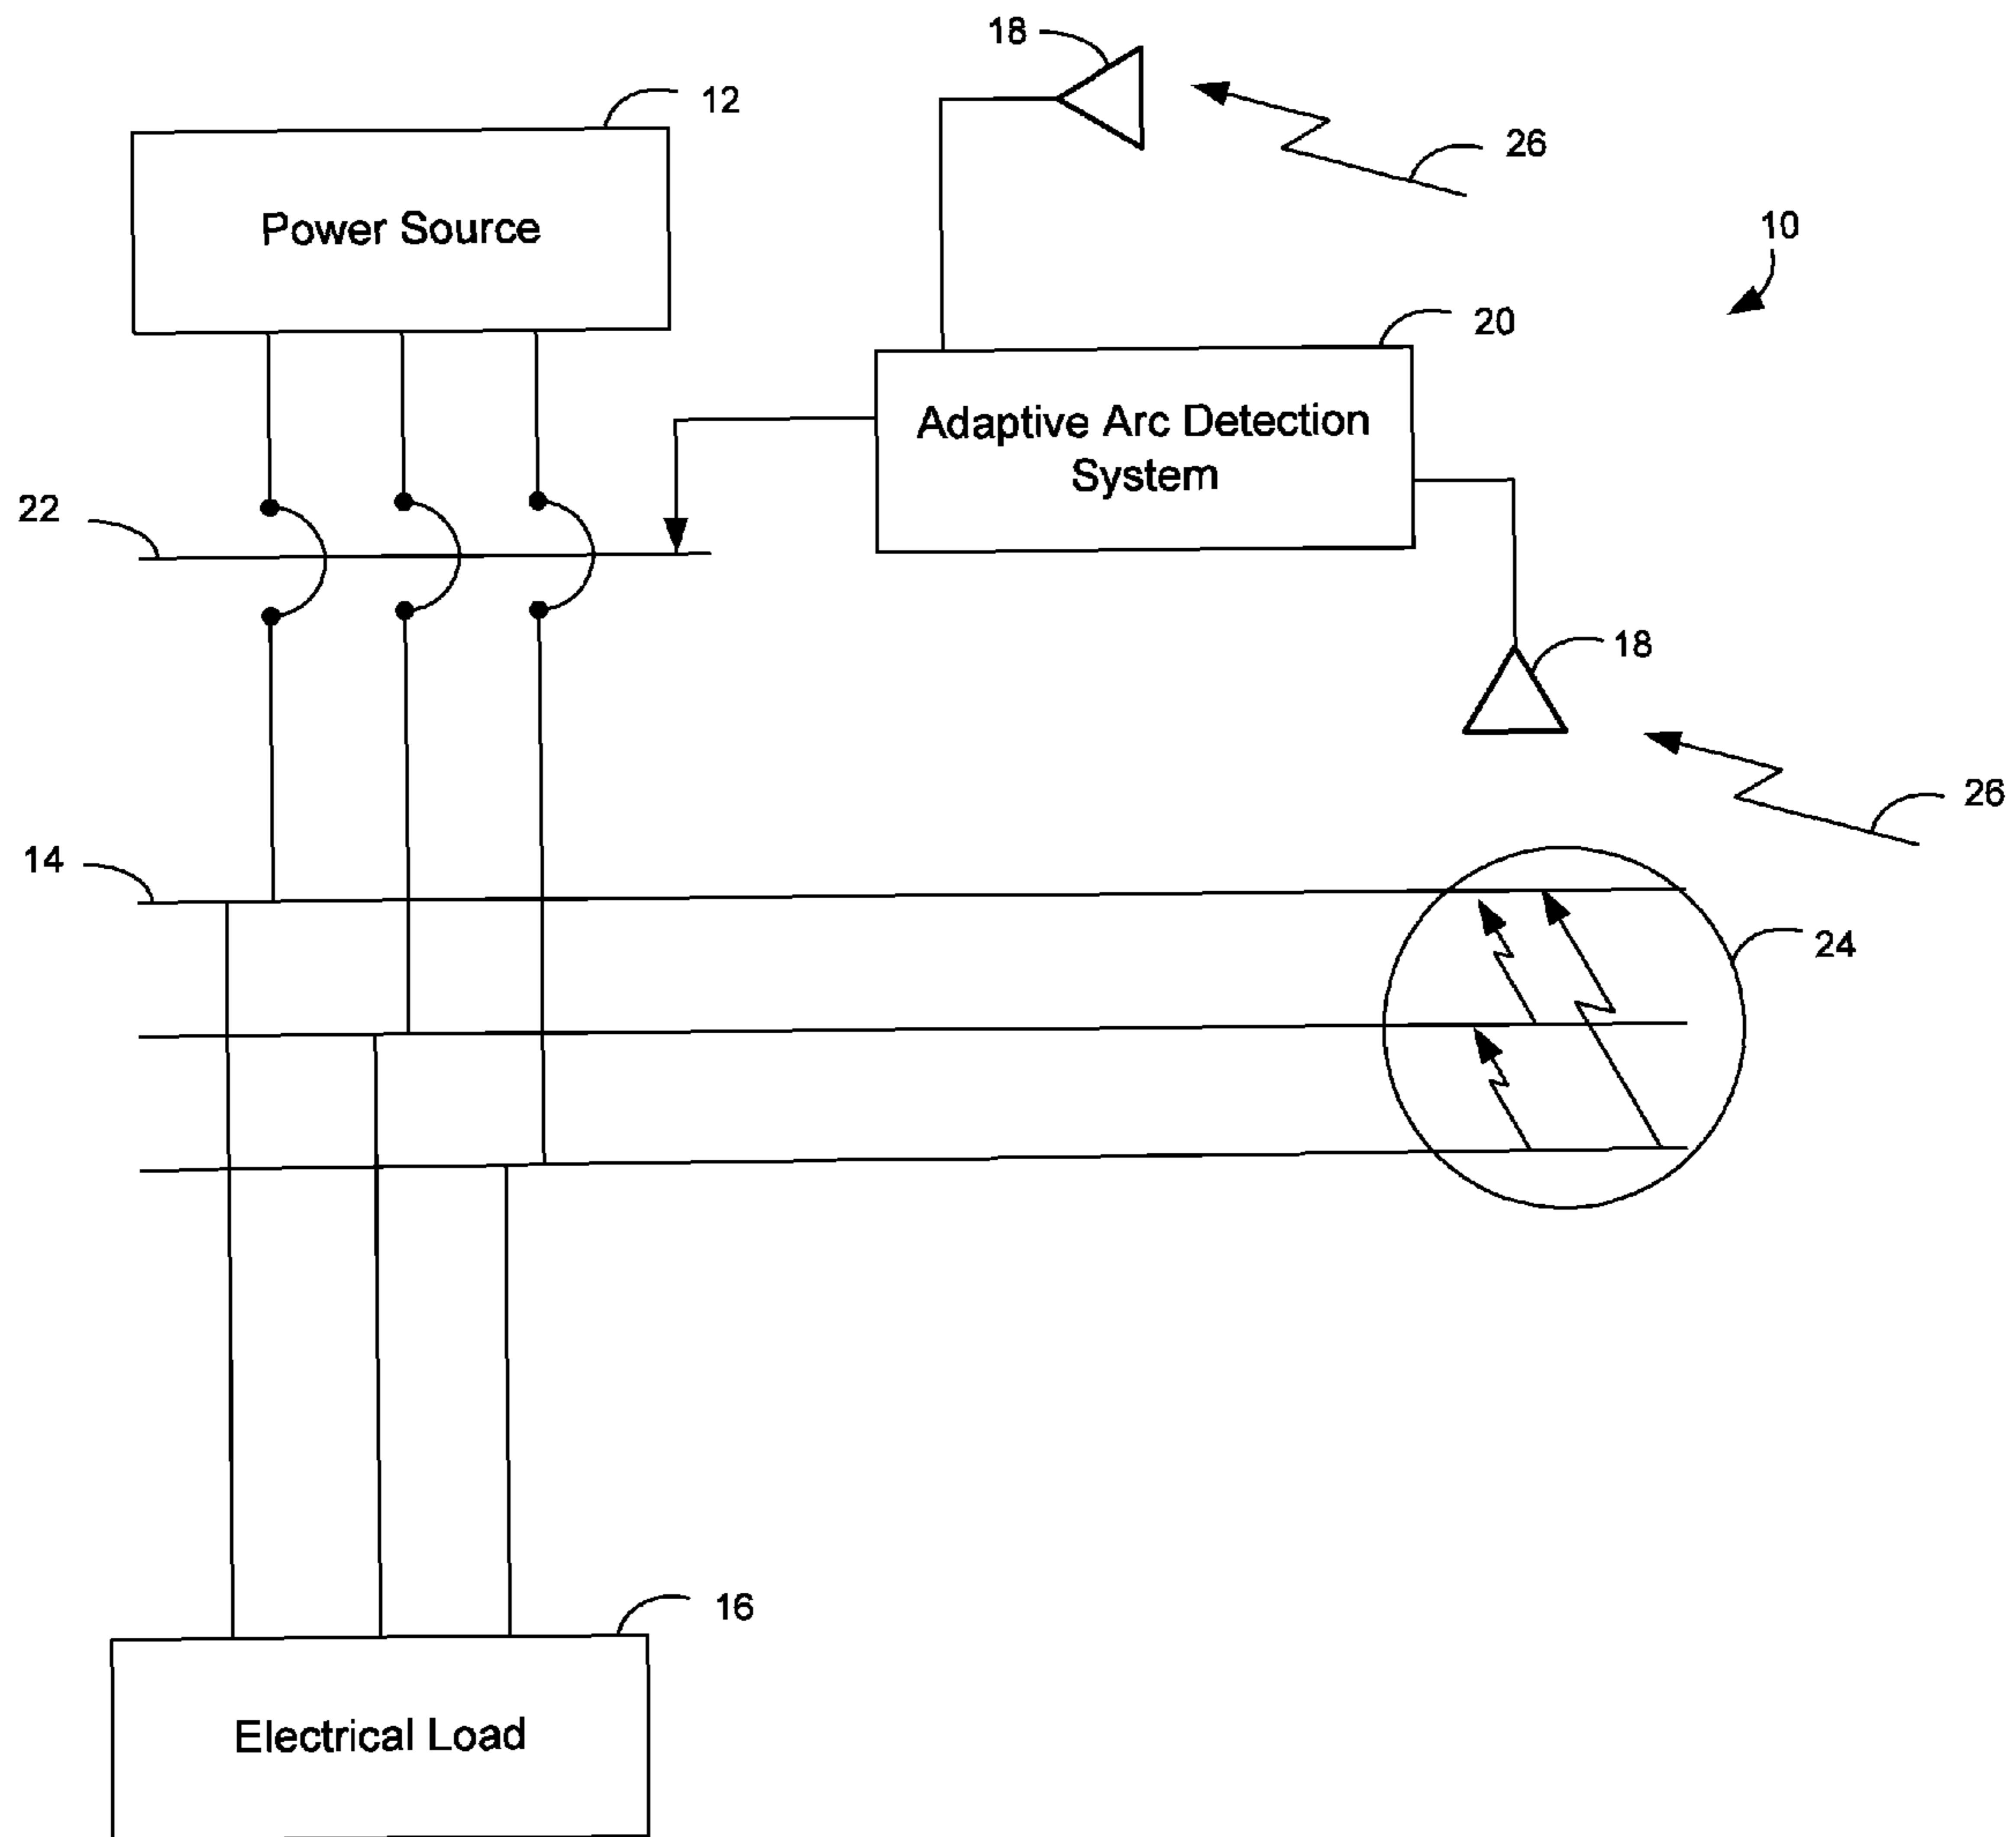 18
12
26
Power Source
10
20
Adaptive Arc Detection
System
22
18
26
14
24
16
Electrical Load